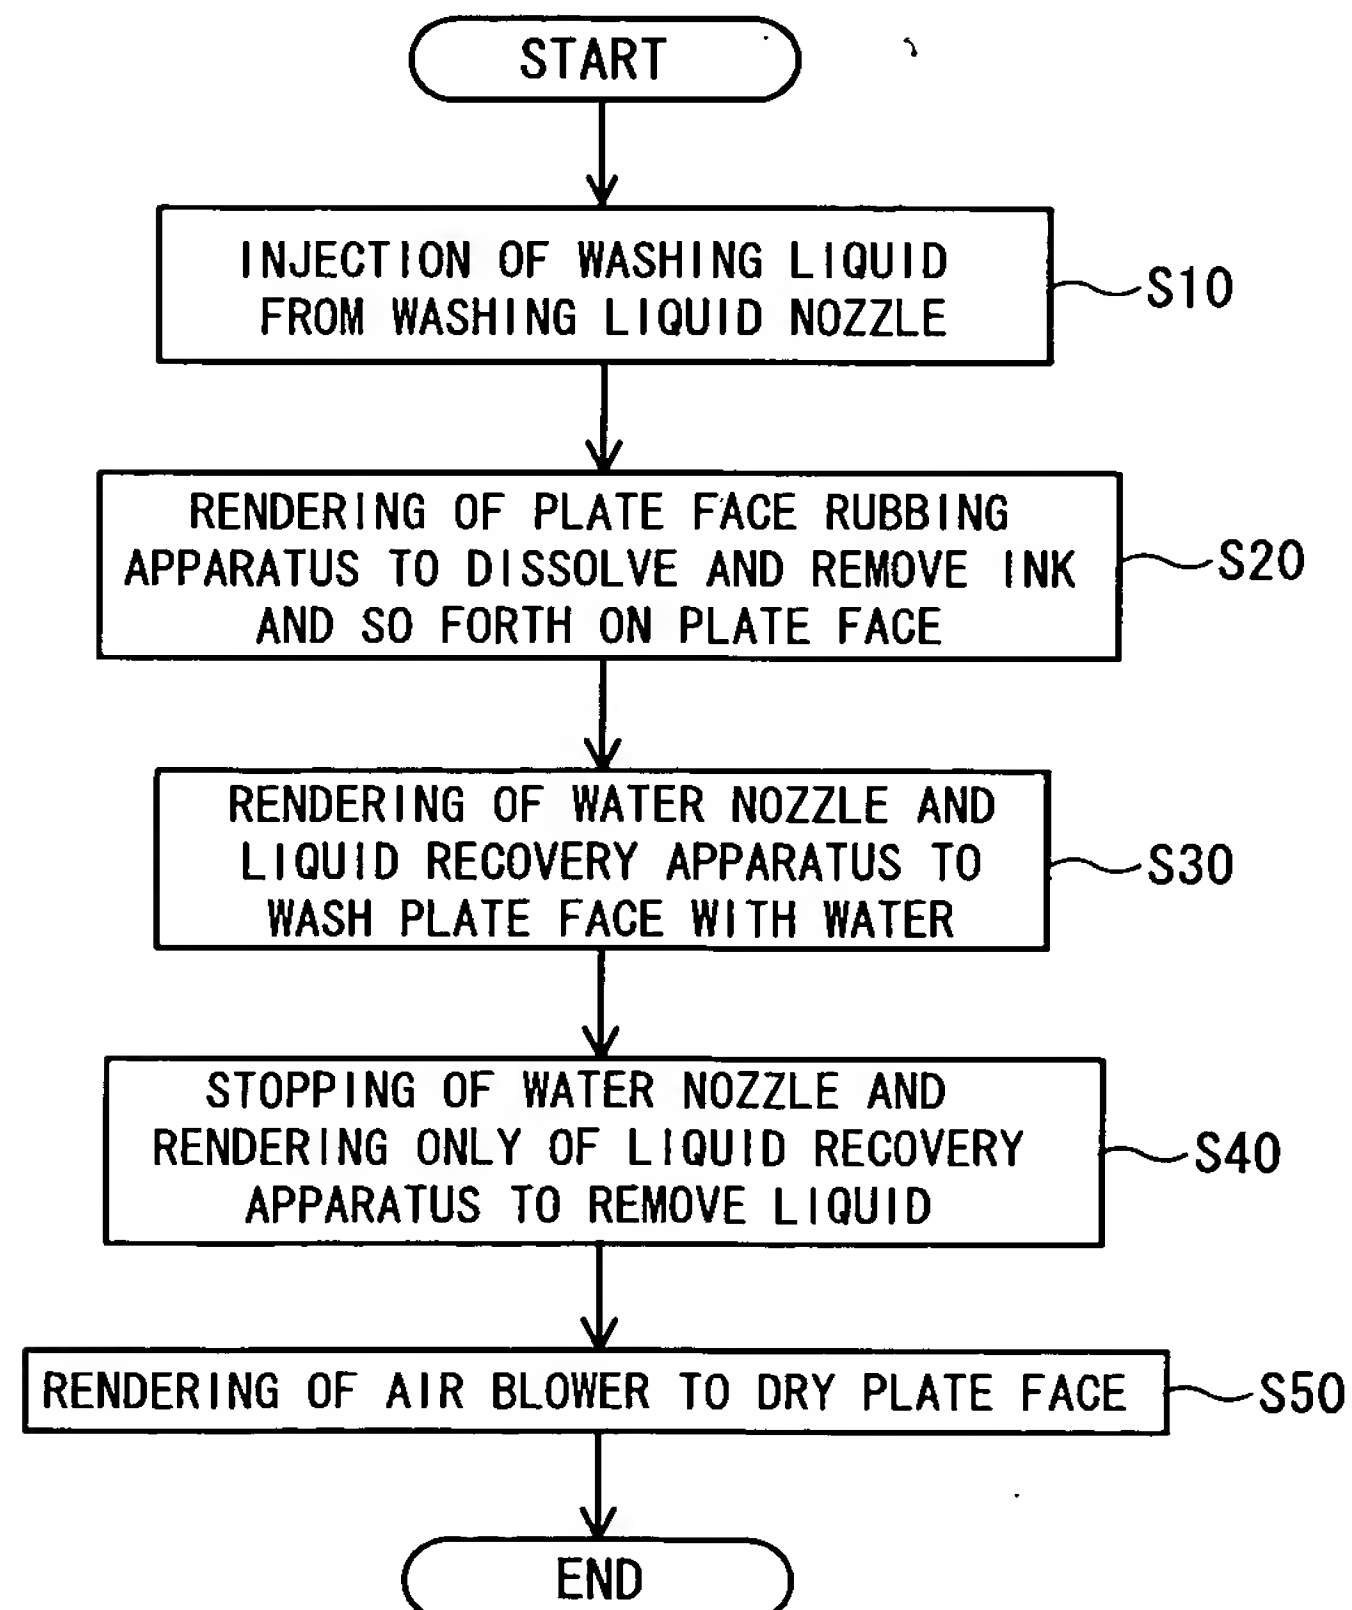 START
INJECTION OF WASHING LIQUID
FROM WASHING LIQUID NOZZLE
S10
RENDERING OF PLATE FACE RUBBING
APPARATUS TO DISSOLVE AND REMOVE INK
AND SO FORTH ON PLATE FACE
S20
RENDERING OF WATER NOZZLE AND
LIQUID RECOVERY APPARATUS TO
WASH PLATE FACE WITH WATER
S30
STOPPING OF WATER NOZZLE AND
RENDERING ONLY OF LIQUID RECOVERY
APPARATUS TO REMOVE LIQUID
S40
RENDERING OF AIR BLOWER TO DRY PLATE FACE
S50
END